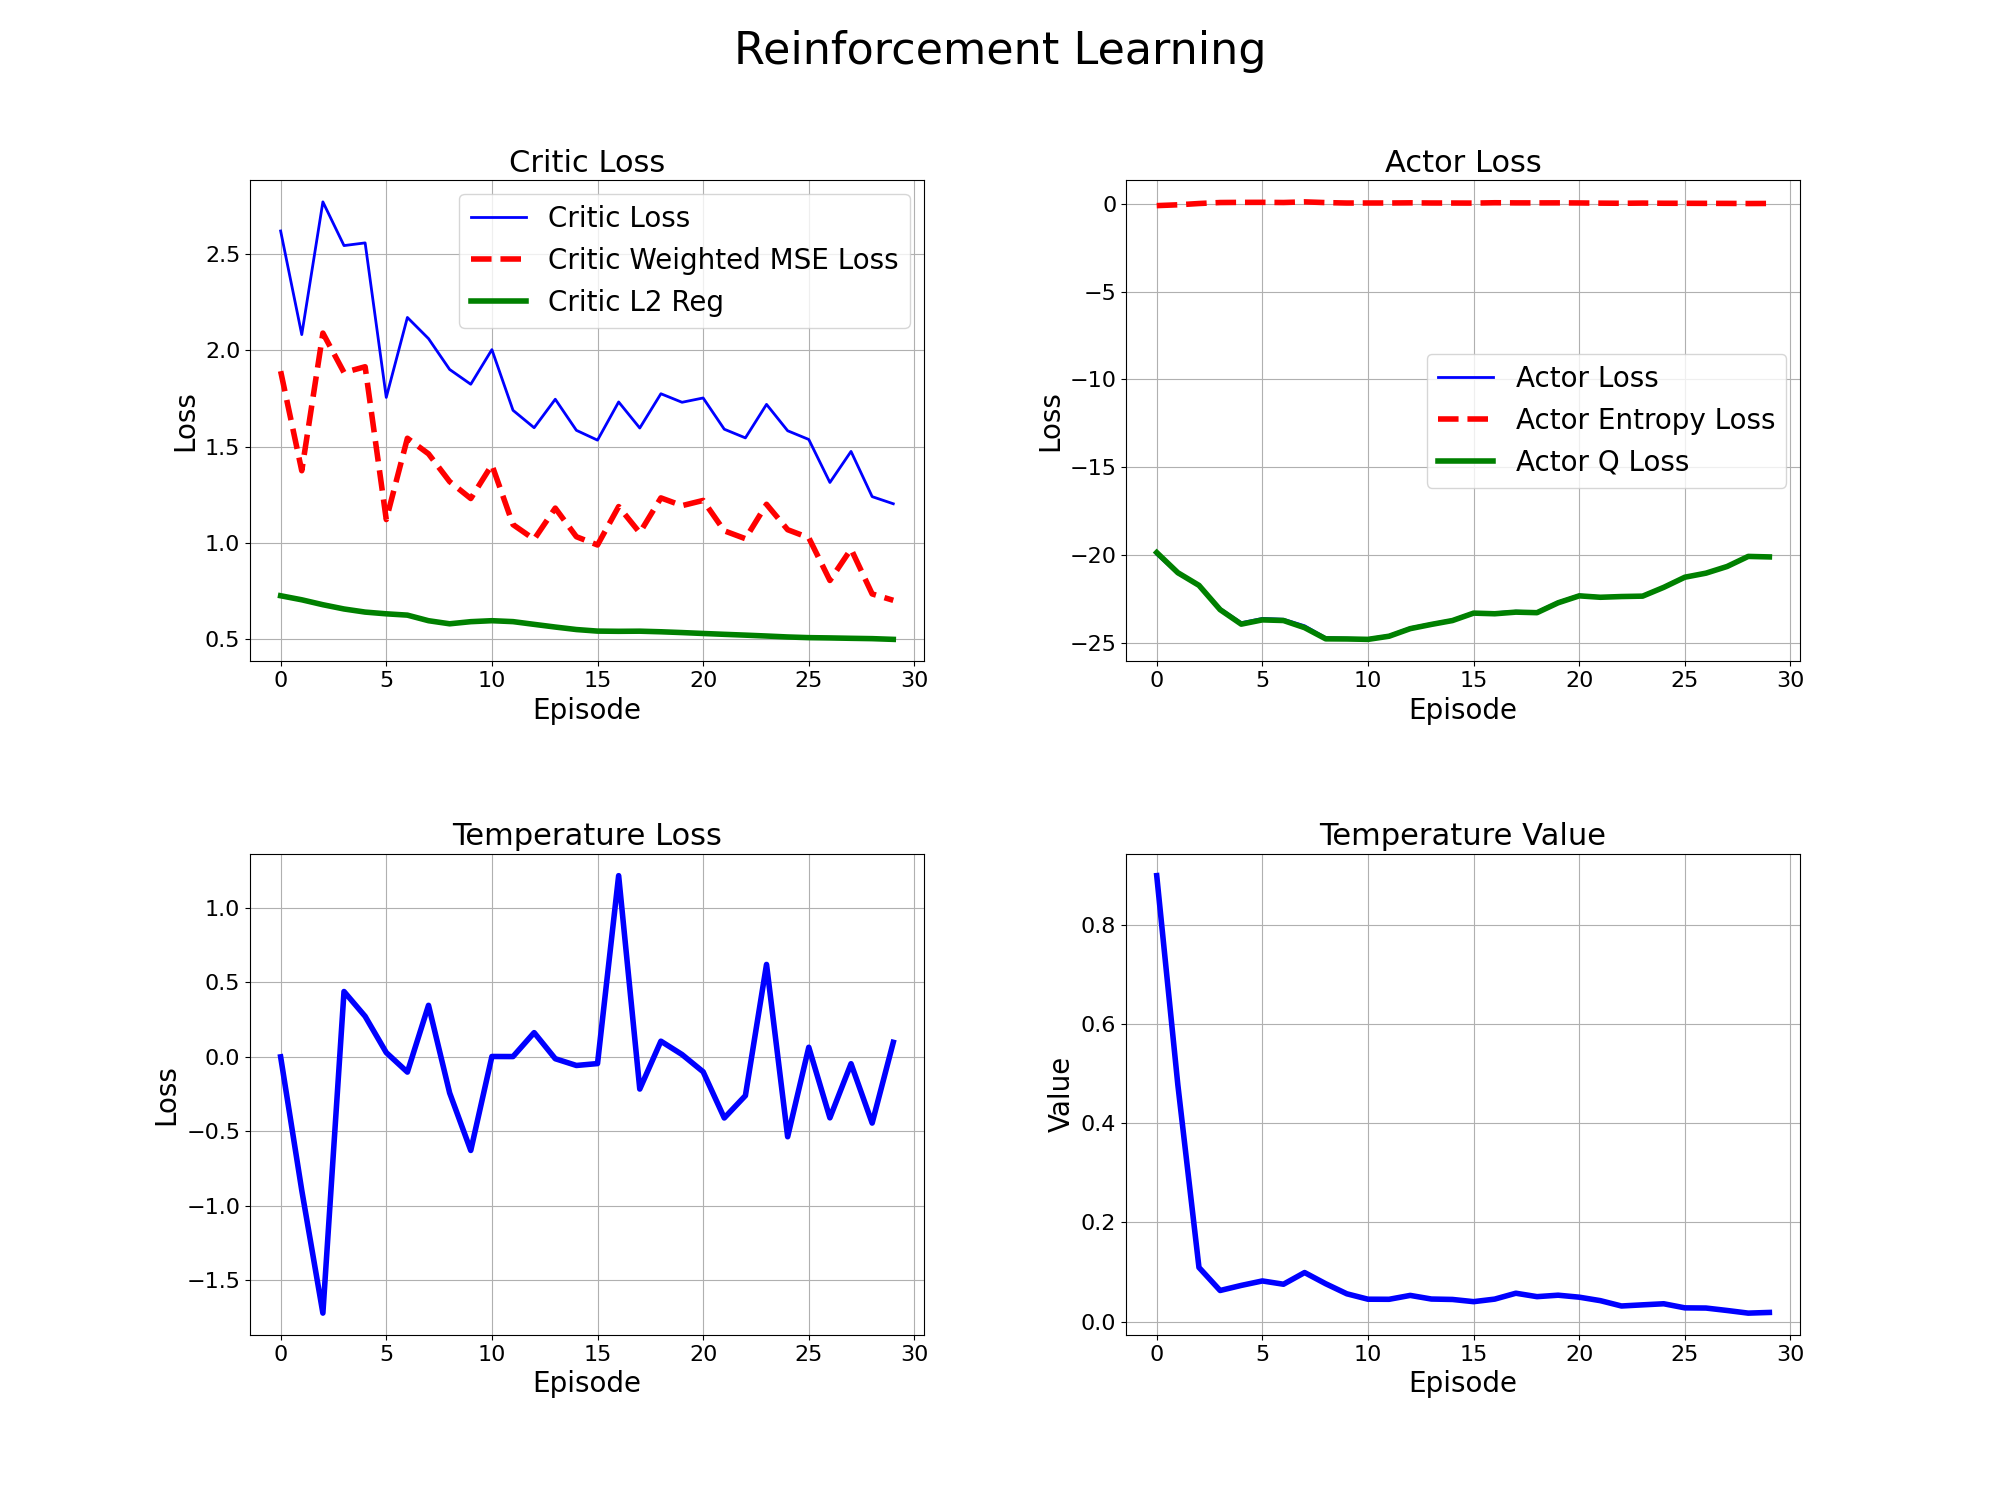 Reinforcement Learning
Critic Loss
Critic Loss
Critic Weighted MSE Loss
Critic L2 Reg
Loss
2.5
2.0
1.5
1.0
0.5
0 5 10 15 20 25 30
Episode
Actor Loss
Actor Loss
Actor Entropy Loss
Actor Q Loss
Loss
0
−5
−10
−15
−20
−25
0 5 10 15 20 25 30
Episode
Temperature Loss
Loss
1.0
0.5
0.0
−0.5
−1.0
−1.5
0 5 10 15 20 25 30
Episode
Temperature Value
Value
0.8
0.6
0.4
0.2
0.0
0 5 10 15 20 25 30
Episode